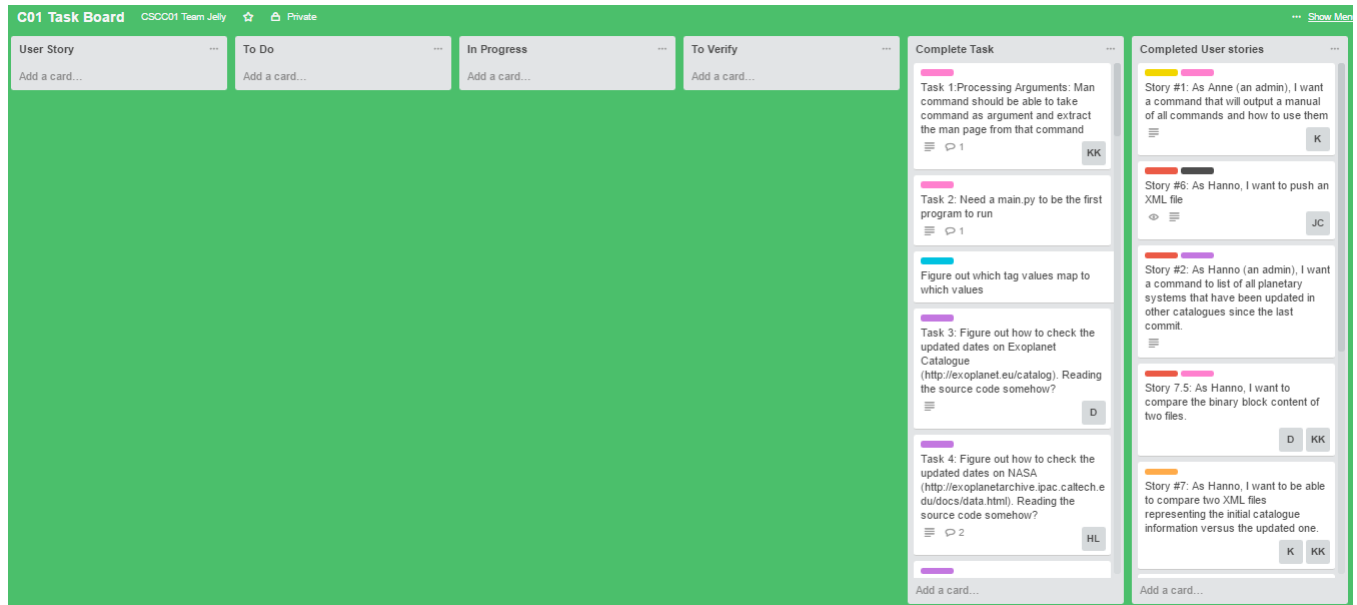 C01 Task Board CSCC01 Team Jelly Private ... Show Men
User Story ...
Add a card...
To Do ...
Add a card...
In Progress ...
Add a card...
To Verify ...
Add a card...
Complete Task ...
Task 1:Processing Arguments: Man
command should be able to take
command as argument and extract
the man page from that command
1
KK
Task 2: Need a main.py to be the first
program to run
1
Figure out which tag values map to
which values
Task 3: Figure out how to check the
updated dates on Exoplanet
Catalogue
(http://exoplanet.eu/catalog). Reading
the source code somehow?
D
Task 4: Figure out how to check the
updated dates on NASA
(http://exoplanetarchive.ipac.caltech.e
du/docs/data.html). Reading the
source code somehow?
2
HL
Add a card...
Completed User stories ...
Story #1: As Anne (an admin), I want
a command that will output a manual
of all commands and how to use them
K
Story #6: As Hanno, I want to push an
XML file
JC
Story #2: As Hanno (an admin), I want
a command to list of all planetary
systems that have been updated in
other catalogues since the last
commit.
Story 7.5: As Hanno, I want to
compare the binary block content of
two files.
D KK
Story #7: As Hanno, I want to be able
to compare two XML files
representing the initial catalogue
information versus the updated one.
K KK
Add a card...